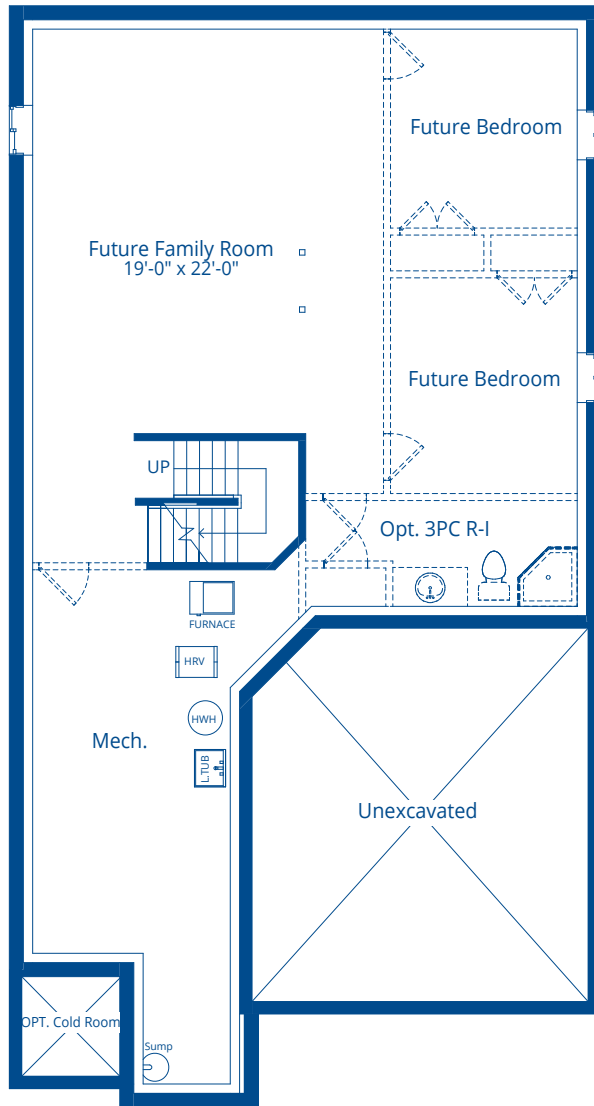 Future Bedroom
Future Family Room
19'-0" x 22'-0"
Future Bedroom
UP
Opt. 3PC R-I
FURNACE
HRV
HWH
Mech.
L.TUB
Unexcavated
OPT. Cold Room
Sump